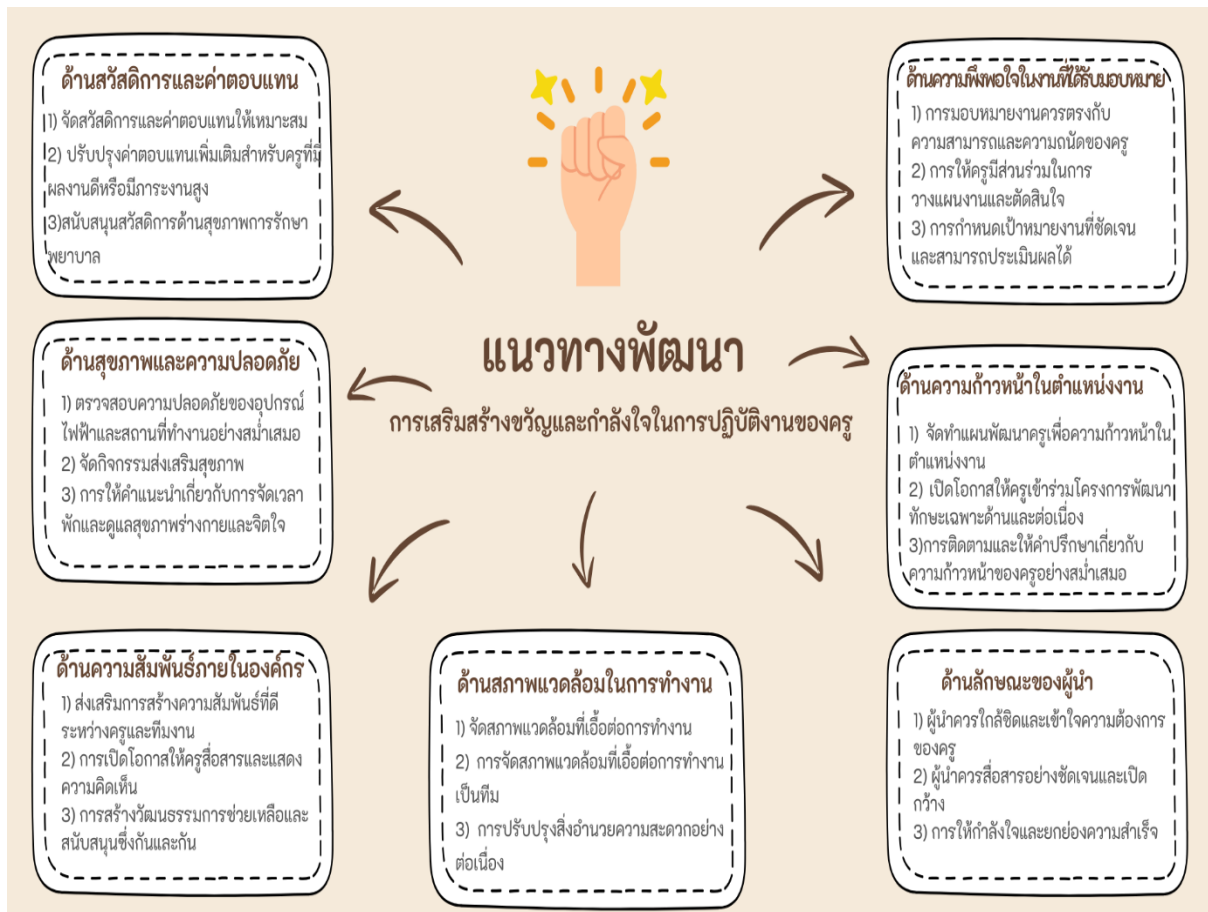 ด้านสวัสดิการและค่าตอบแทน
1) จัดสวัสดิการและค่าตอบแทนให้เหมาะสม
2) ปรับปรุงค่าตอบแทนเพิ่มเติมสำหรับครูที่มี
ผลงานดีหรือมีภาระงานสูง
3)สนับสนุนสวัสดิการด้านสุขภาพการรักษา
พยาบาล
ด้านความพึงพอใจในงานที่ได้รับมอบหมาย
1) การมอบหมายงานควรตรงกับ
ความสามารถและความถนัดของครู
2) การให้ครูมีส่วนร่วมในการ
วางแผนงานและตัดสินใจ
3) การกำหนดเป้าหมายงานที่ชัดเจน
และสามารถประเมินผลได้
แนวทางพัฒนา
การเสริมสร้างขวัญและกำลังใจในการปฏิบัติงานของครู
ด้านสุขภาพและความปลอดภัย
1) ตรวจสอบความปลอดภัยของอุปกรณ์
ไฟฟ้าและสถานที่ทำงานอย่างสม่ำเสมอ
2) จัดกิจกรรมส่งเสริมสุขภาพ
3) การให้คำแนะนำเกี่ยวกับการจัดเวลา
พักและดูแลสุขภาพร่างกายและจิตใจ
ด้านความก้าวหน้าในตำแหน่งงาน
1) จัดทำแผนพัฒนาครูเพื่อความก้าวหน้าใน
ตำแหน่งงาน
2) เปิดโอกาสให้ครูเข้าร่วมโครงการพัฒนา
ทักษะเฉพาะด้านและต่อเนื่อง
3)การติดตามและให้คำปรึกษาเกี่ยวกับ
ความก้าวหน้าของครูอย่างสม่ำเสมอ
ด้านความสัมพันธ์ภายในองค์กร
1) ส่งเสริมการสร้างความสัมพันธ์ที่ดี
ระหว่างครูและทีมงาน
2) การเปิดโอกาสให้ครูสื่อสารและแสดง
ความคิดเห็น
3) การสร้างวัฒนธรรมการช่วยเหลือและ
สนับสนุนซึ่งกันและกัน
ด้านสภาพแวดล้อมในการทำงาน
1) จัดสภาพแวดล้อมที่เอื้อต่อการทำงาน
2) การจัดสภาพแวดล้อมที่เอื้อต่อการทำงาน
เป็นทีม
3) การปรับปรุงสิ่งอำนวยความสะดวกอย่าง
ต่อเนื่อง
ด้านลักษณะของผู้นำ
1) ผู้นำควรใกล้ชิดและเข้าใจความต้องการ
ของครู
2) ผู้นำควรสื่อสารอย่างชัดเจนและเปิด
กว้าง
3) การให้กำลังใจและยกย่องความสำเร็จ